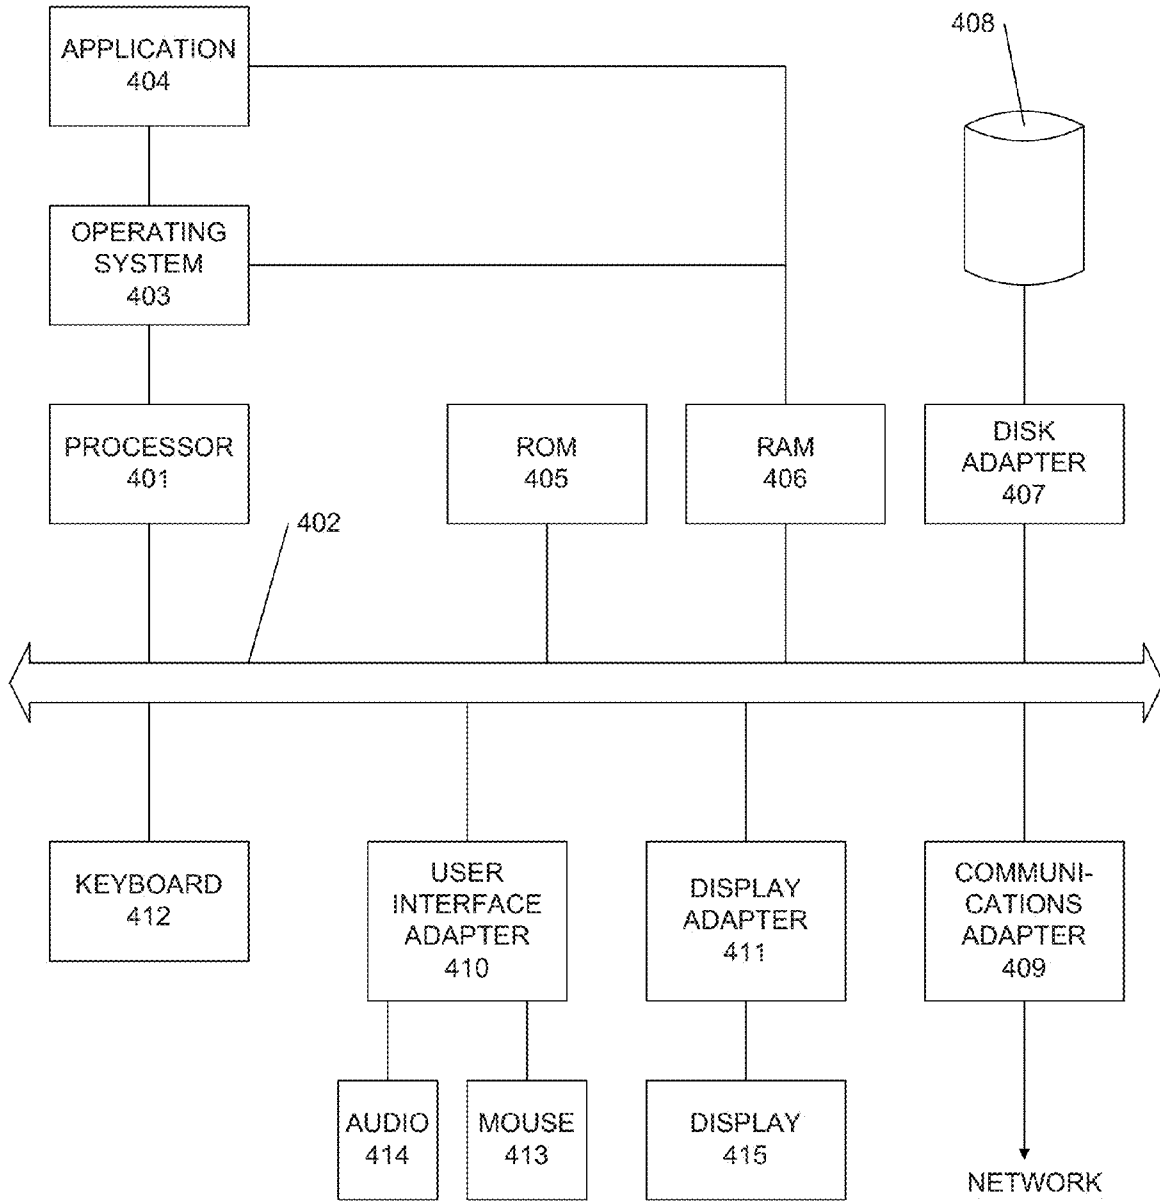 APPLICATION
404
408
OPERATING
SYSTEM
403
PROCESSOR
401
ROM
405
RAM
406
DISK
ADAPTER
407
402
KEYBOARD
412
USER
INTERFACE
ADAPTER
410
DISPLAY
ADAPTER
411
COMMUNI-
CATIONS
ADAPTER
409
AUDIO
414
MOUSE
413
DISPLAY
415
NETWORK